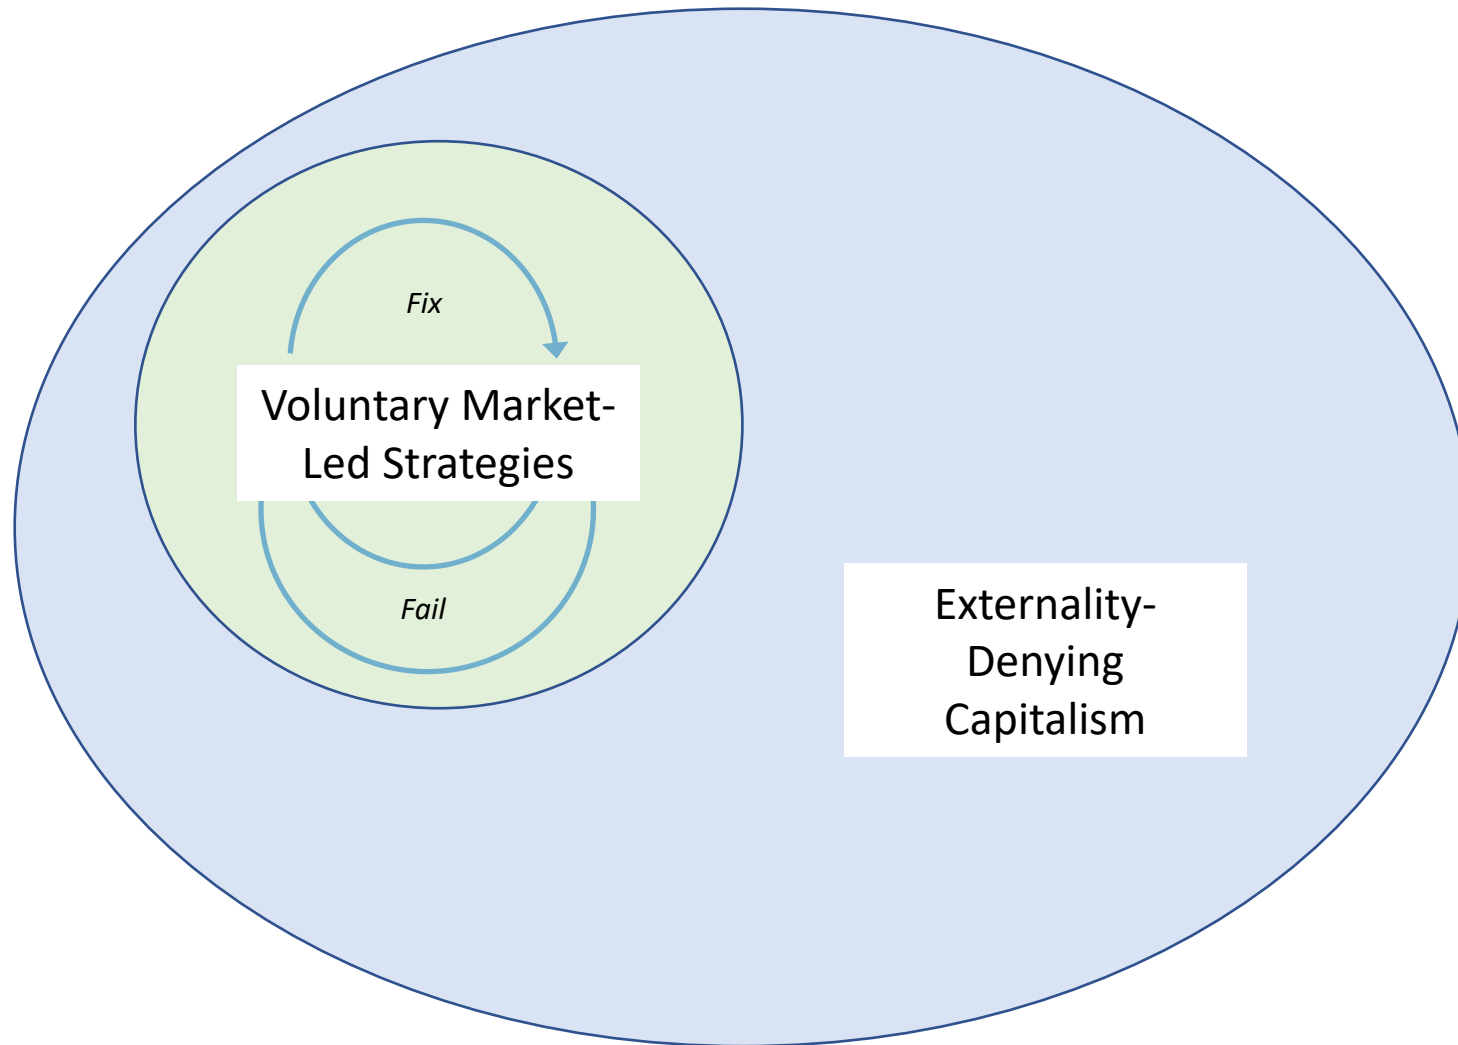 Fix
Voluntary Market-
Led Strategies
Fail
Externality-
Denying
Capitalism